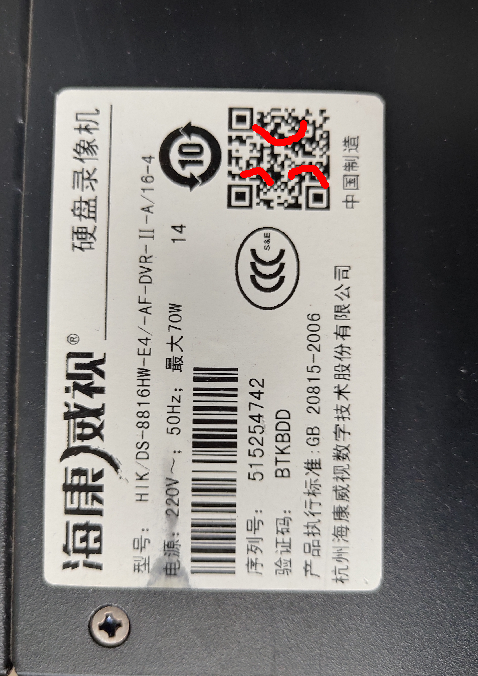 海康威视® 硬盘录像机
型号: HIK/DS-8816HW-E4/-AF-DVR-II-A/16-4
电源: 220V～; 50Hz; 最大70W 14
10
序列号: 515254742
验证码: BTKBDD
S&E
产品执行标准:GB 20815-2006
杭州海康威视数字技术股份有限公司 中国制造